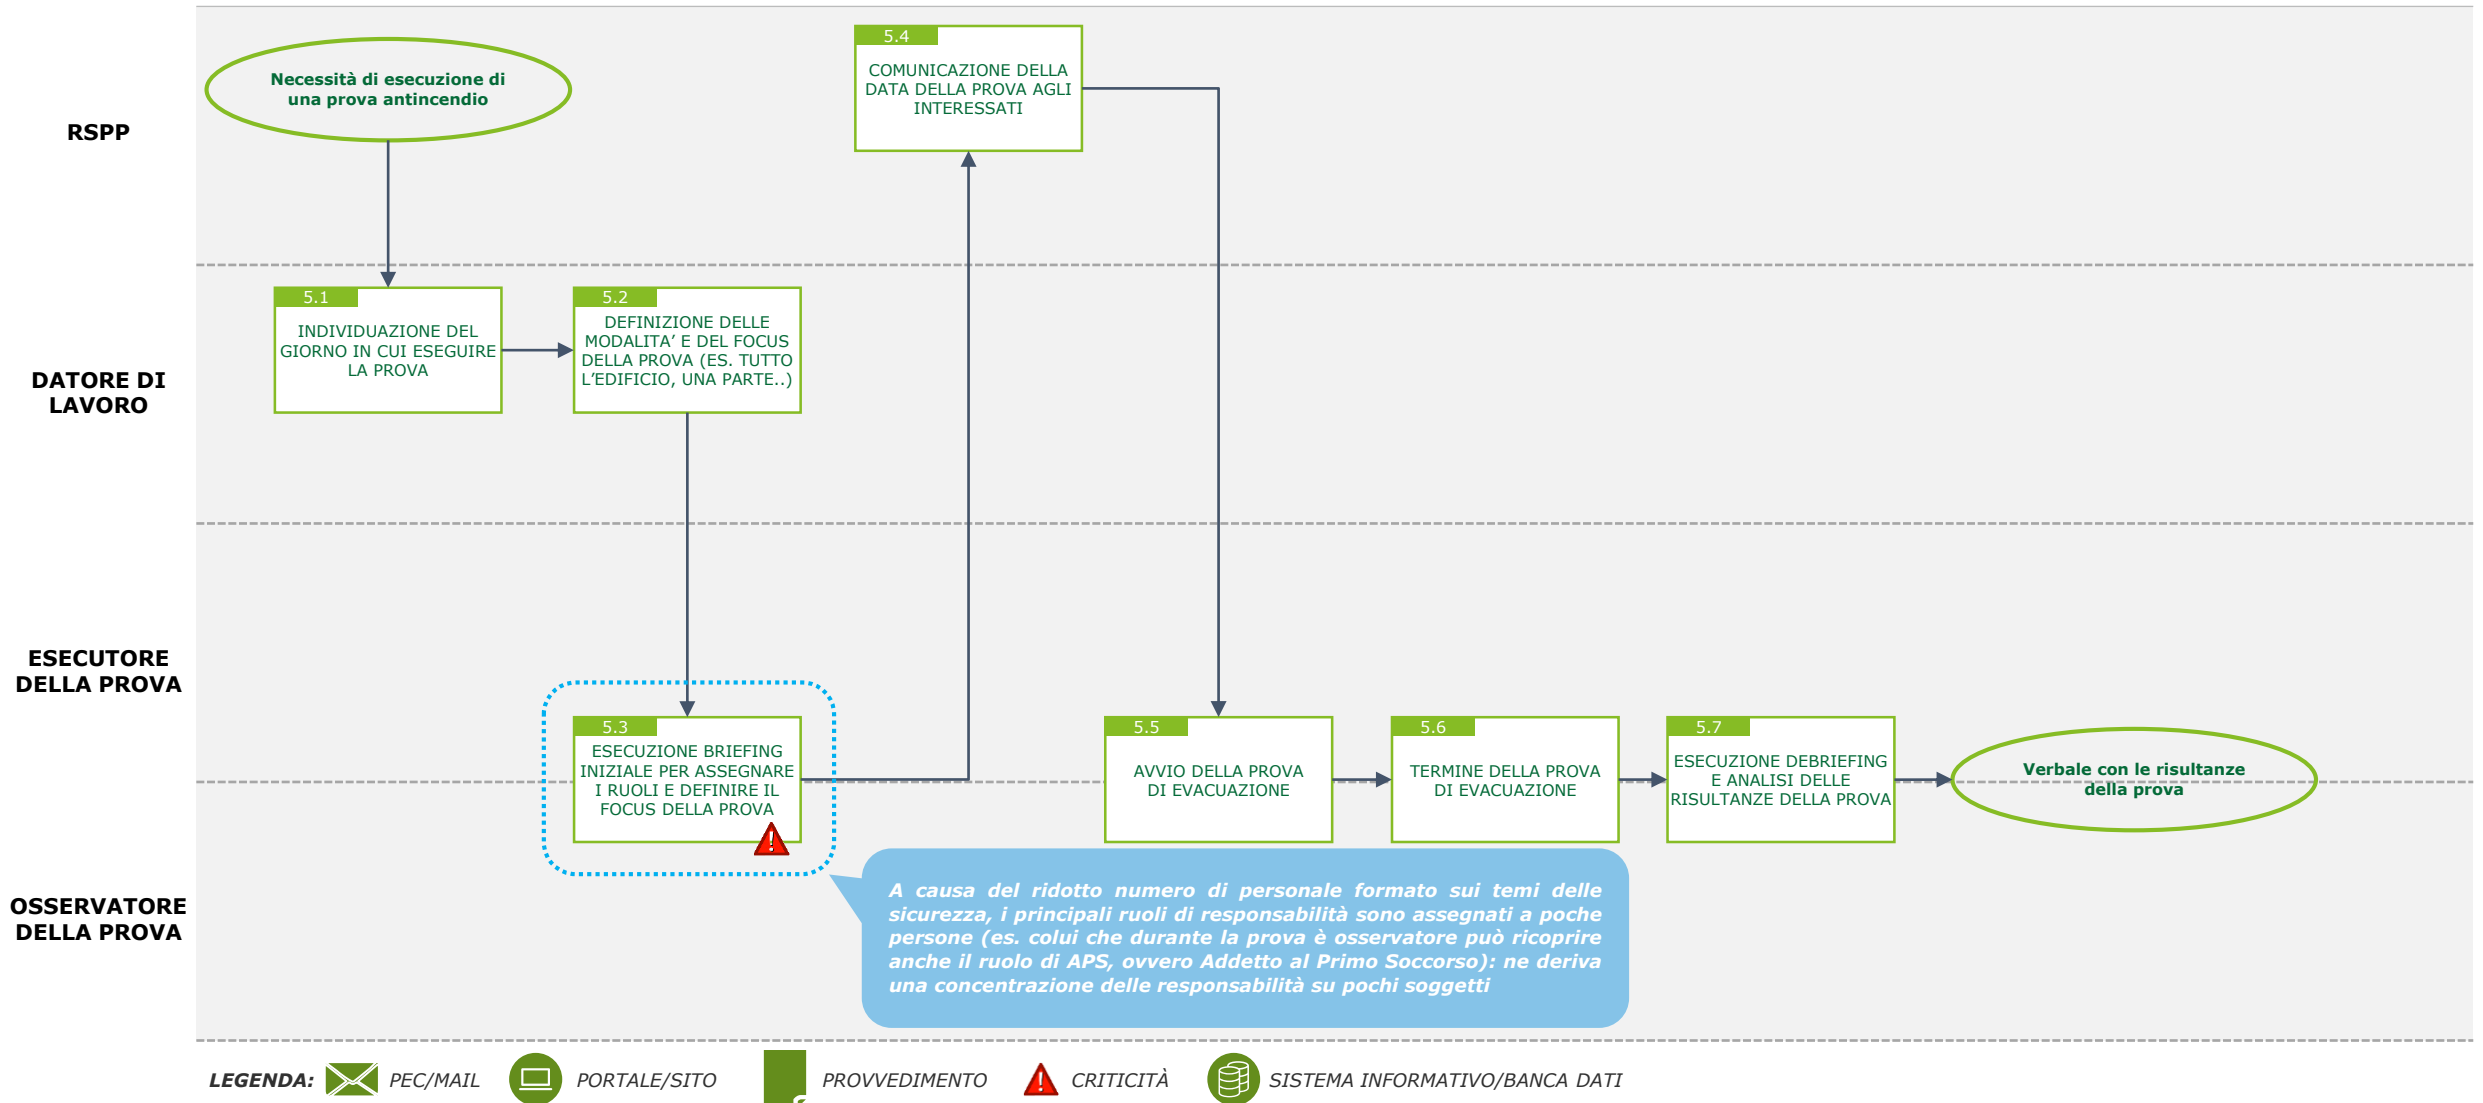 RSPP
Necessità di esecuzione di
una prova antincendio
5.4
COMUNICAZIONE DELLA
DATA DELLA PROVA AGLI
INTERESSATI
DATORE DI
LAVORO
5.1
INDIVIDUAZIONE DEL
GIORNO IN CUI ESEGUIRE
LA PROVA
5.2
DEFINIZIONE DELLE
MODALITA’ E DEL FOCUS
DELLA PROVA (ES. TUTTO
L’EDIFICIO, UNA PARTE..)
ESECUTORE
DELLA PROVA
5.3
ESECUZIONE BRIEFING
INIZIALE PER ASSEGNARE
I RUOLI E DEFINIRE IL
FOCUS DELLA PROVA
5.5
AVVIO DELLA PROVA
DI EVACUAZIONE
5.6
TERMINE DELLA PROVA
DI EVACUAZIONE
5.7
ESECUZIONE DEBRIEFING
E ANALISI DELLE
RISULTANZE DELLA PROVA
Verbale con le risultanze
della prova
OSSERVATORE
DELLA PROVA
A causa del ridotto numero di personale formato sui temi delle
sicurezza, i principali ruoli di responsabilità sono assegnati a poche
persone (es. colui che durante la prova è osservatore può ricoprire
anche il ruolo di APS, ovvero Addetto al Primo Soccorso): ne deriva
una concentrazione delle responsabilità su pochi soggetti
LEGENDA: PEC/MAIL PORTALE/SITO PROVVEDIMENTO CRITICITÀ SISTEMA INFORMATIVO/BANCA DATI